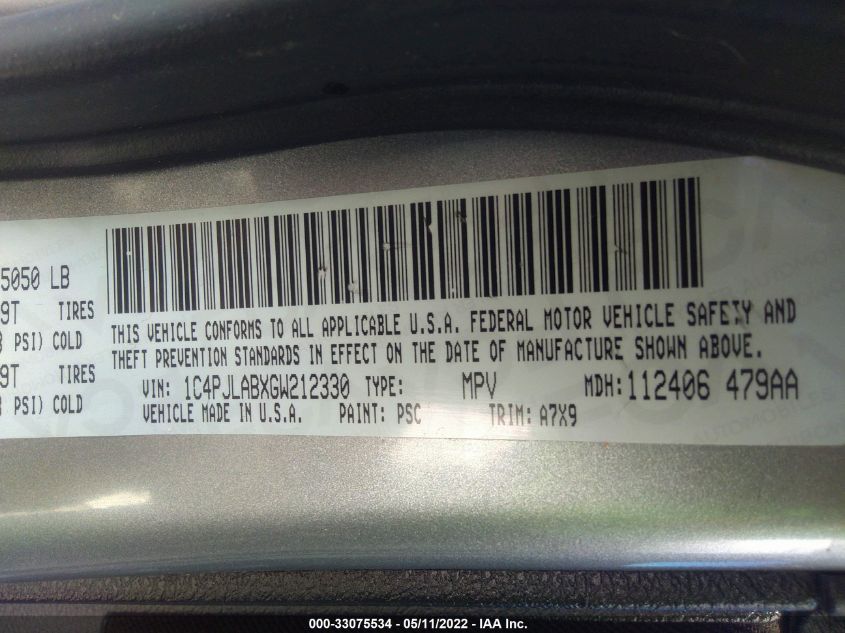 5050 LB
9T TIRES
PSI) COLD
9T TIRES
PSI) COLD
THIS VEHICLE CONFORMS TO ALL APPLICABLE U.S.A. FEDERAL MOTOR VEHICLE SAFETY AND
THEFT PREVENTION STANDARDS IN EFFECT ON THE DATE OF MANUFACTURE SHOWN ABOVE.
VIN: 1C4PJLABXGW212330 TYPE: MPV MDH:112406 479AA
VEHICLE MADE IN U.S.A. PAINT: PSC TRIM: A7X9
000-33075534 - 05/11/2022 - IAA Inc.